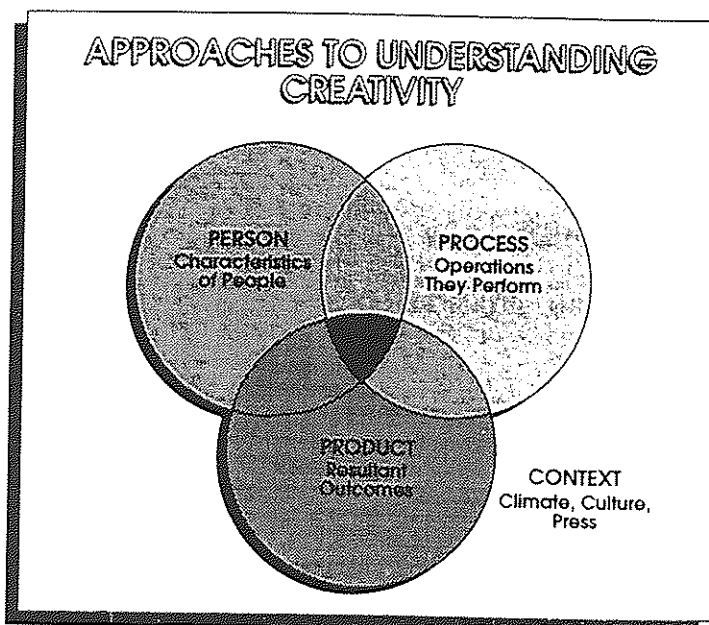 APPROACHES TO UNDERSTANDING
CREATIVITY
PERSON
Characteristics
of People
PROCESS
Operations
They Perform
PRODUCT
Resultant
Outcomes
CONTEXT
Climate, Culture,
Press